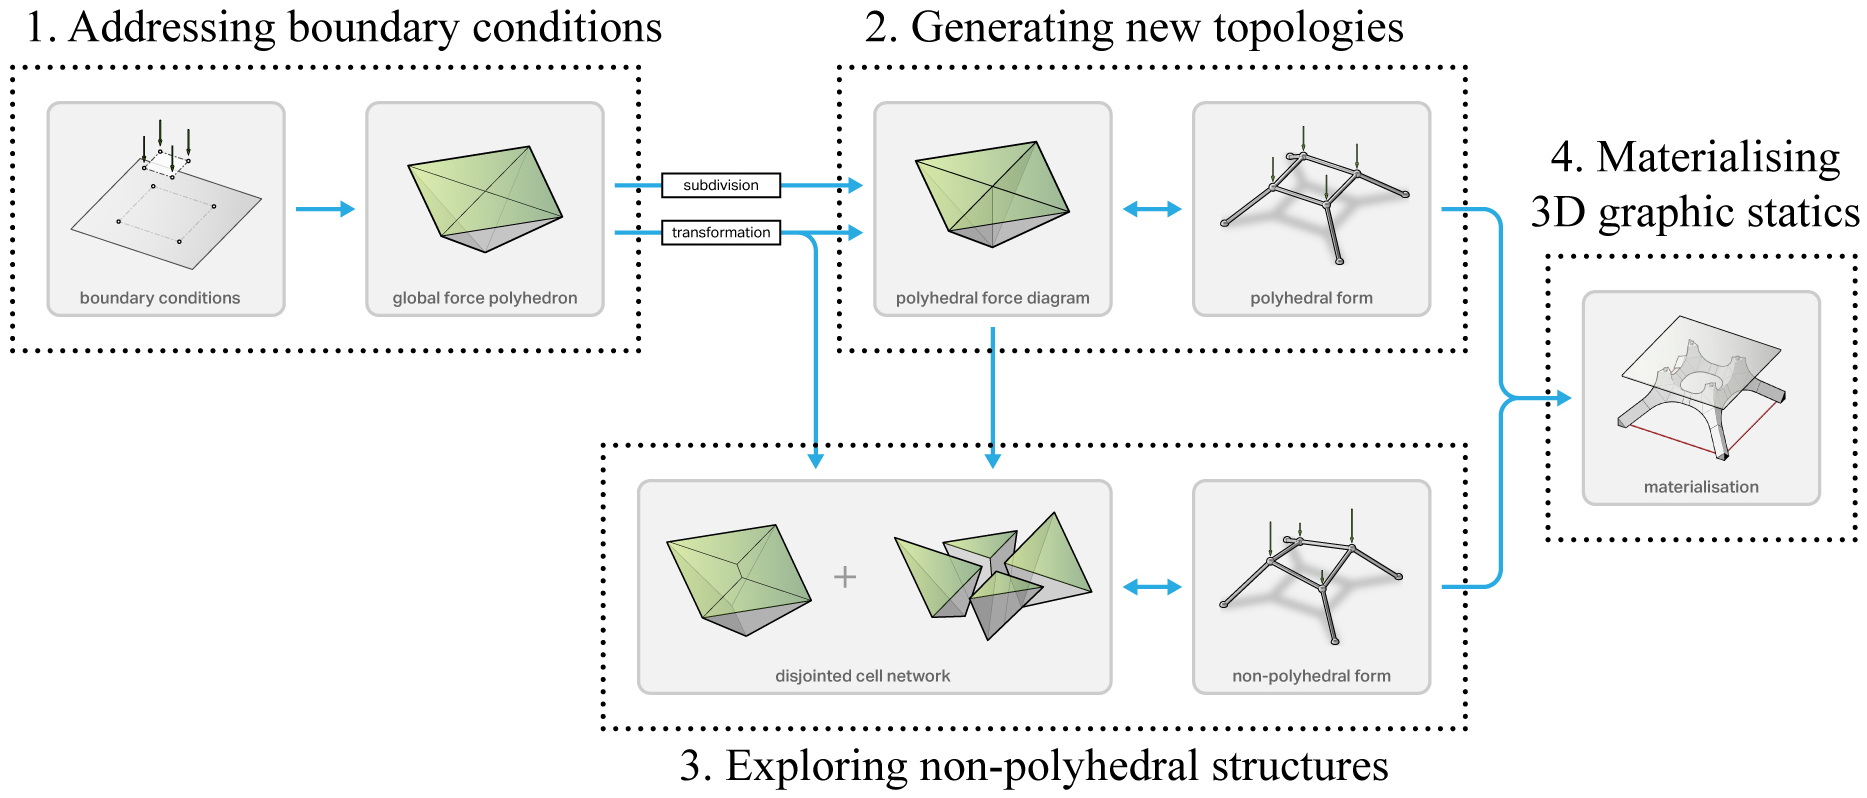 1. Addressing boundary conditions
boundary conditions
global force polyhedron
subdivision
transformation
2. Generating new topologies
polyhedral force diagram
polyhedral form
disjointed cell network
non-polyhedral form
3. Exploring non-polyhedral structures
4. Materialising
3D graphic statics
materialisation